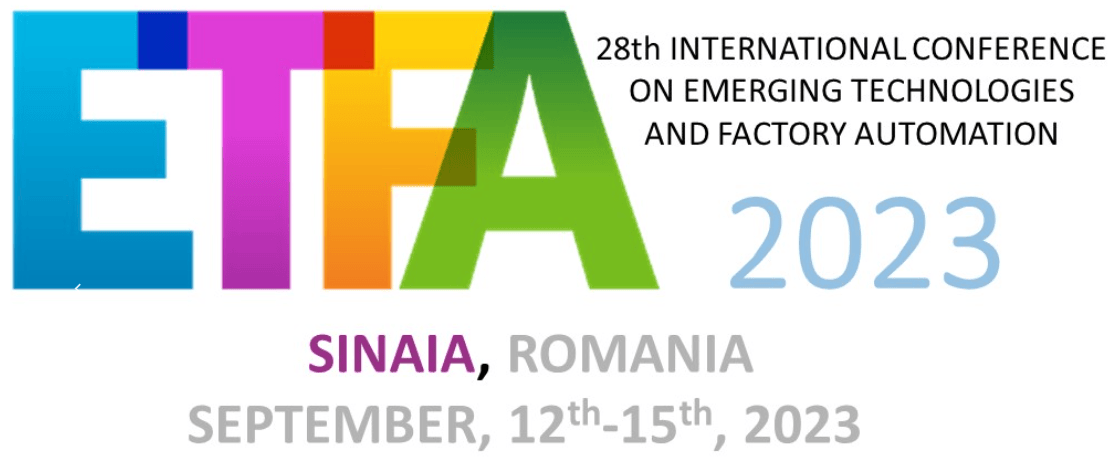 ETFA
28th INTERNATIONAL CONFERENCE
ON EMERGING TECHNOLOGIES
AND FACTORY AUTOMATION
2023
SINAIA, ROMANIA
SEPTEMBER, 12th-15th, 2023